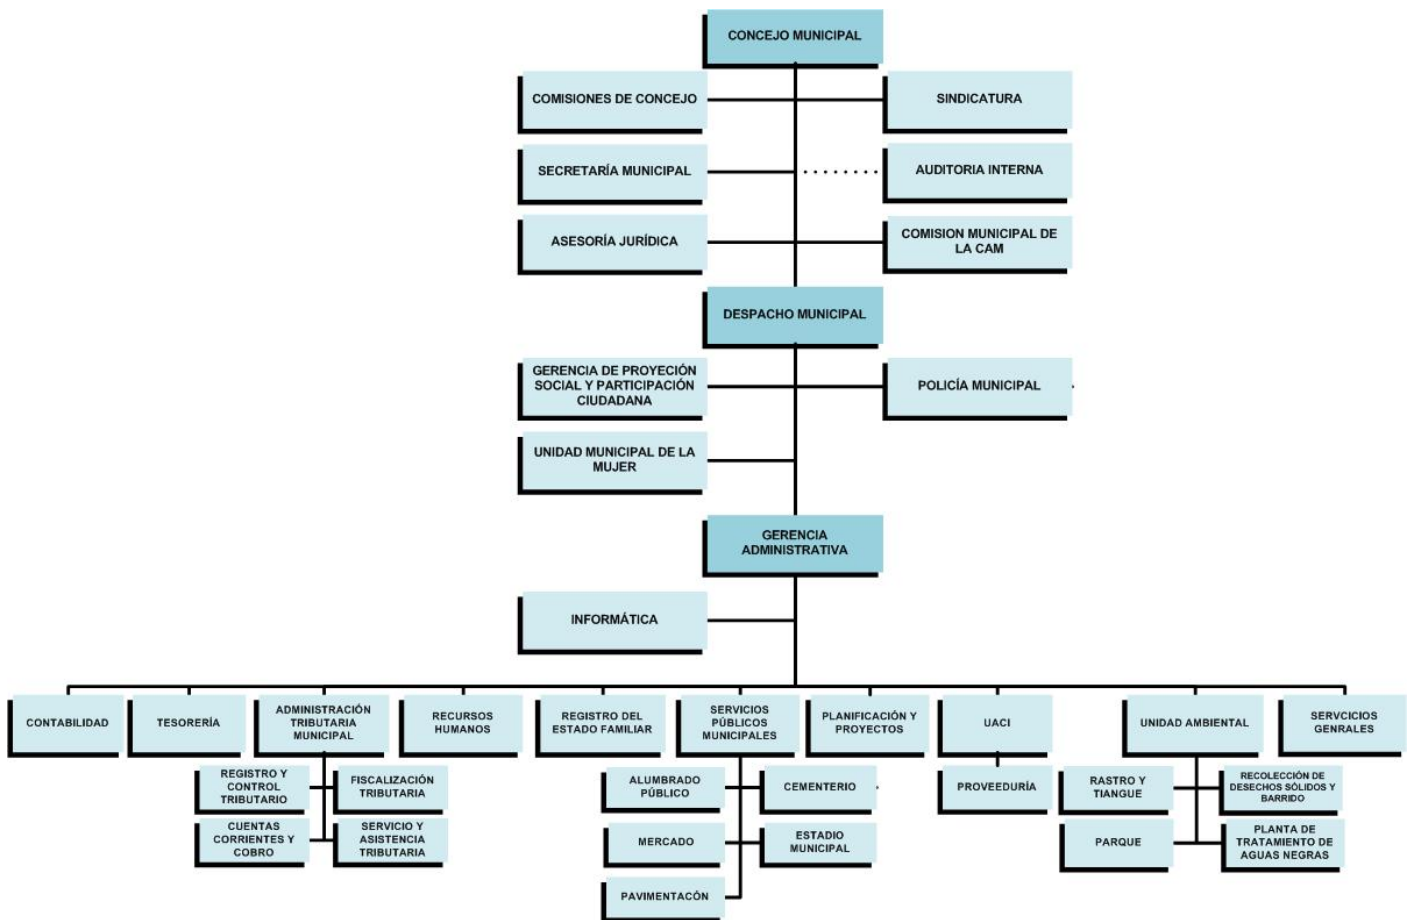 CONCEJO MUNICIPAL
COMISIONES DE CONCEJO
SINDICATURA
SECRETARÍA MUNICIPAL
AUDITORIA INTERNA
ASESORÍA JURÍDICA
COMISION MUNICIPAL DE
LA CAM
DESPACHO MUNICIPAL
GERENCIA DE PROYECIÓN
SOCIAL Y PARTICIPACIÓN
CIUDADANA
POLICÍA MUNICIPAL
UNIDAD MUNICIPAL DE LA
MUJER
GERENCIA
ADMINISTRATIVA
INFORMÁTICA
CONTABILIDAD
TESORERÍA
ADMINISTRACIÓN
TRIBUTARIA
MUNICIPAL
RECURSOS
HUMANOS
REGISTRO DEL
ESTADO FAMILIAR
SERVICIOS
PÚBLICOS
MUNICIPALES
PLANIFICACIÓN Y
PROYECTOS
UACI
UNIDAD AMBIENTAL
SERVCICIOS
GENRALES
REGISTRO Y
CONTROL
TRIBUTARIO
FISCALIZACIÓN
TRIBUTARIA
ALUMBRADO
PÚBLICO
CEMENTERIO
PROVEEDURÍA
RASTRO Y
TIANGUE
RECOLECCIÓN DE
DESECHOS SÓLIDOS Y
BARRIDO
CUENTAS
CORRIENTES Y
COBRO
SERVICIO Y
ASISTENCIA
TRIBUTARIA
MERCADO
ESTADIO
MUNICIPAL
PARQUE
PLANTA DE
TRATAMIENTO DE
AGUAS NEGRAS
PAVIMENTACÓN